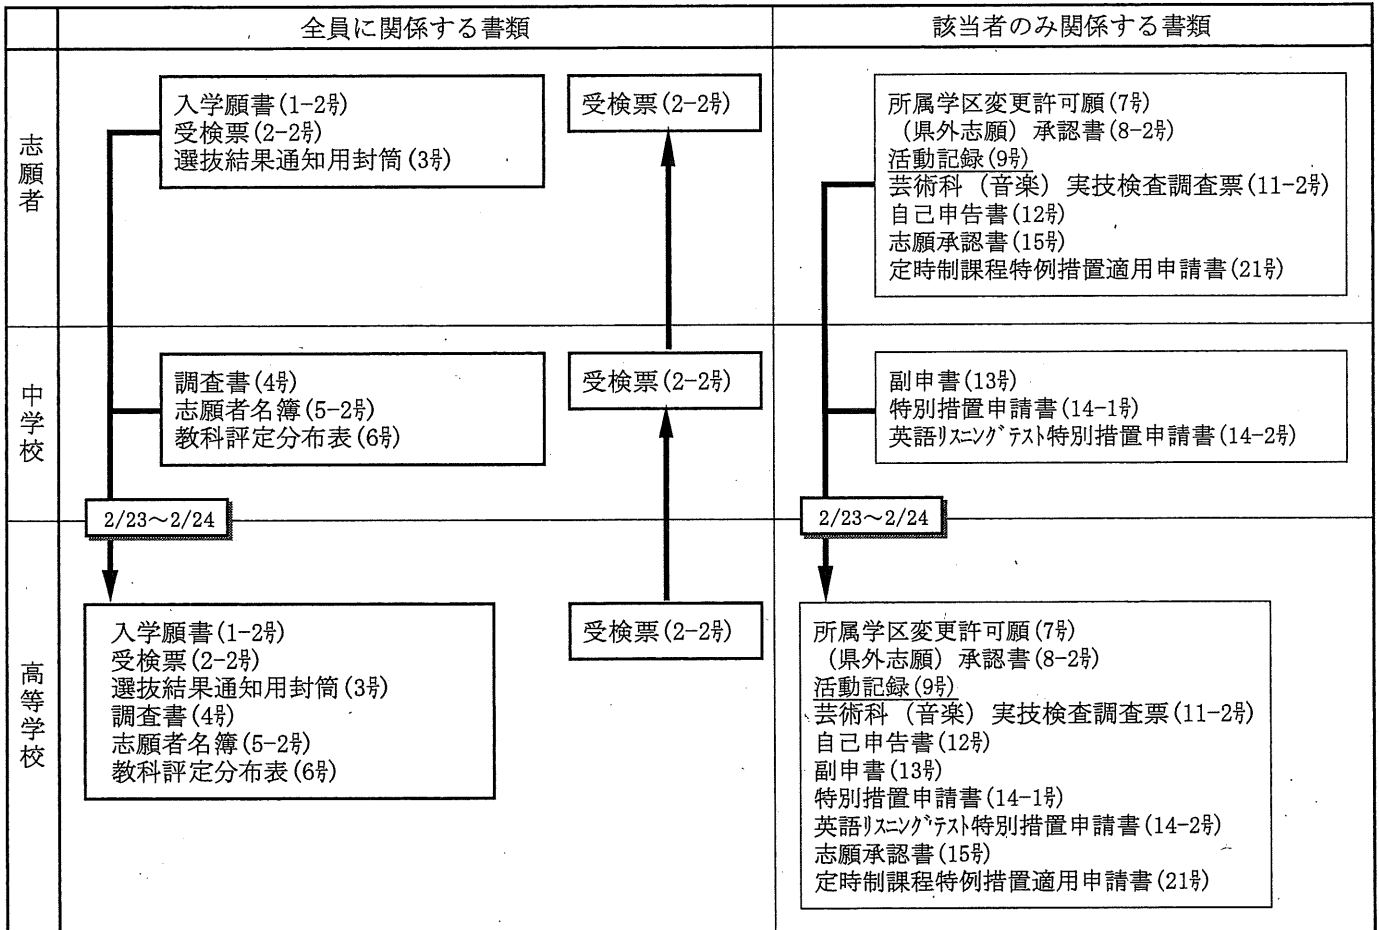 全員に関係する書類
該当者のみ関係する書類
志願者
入学願書(1-2号)
受検票(2-2号)
選抜結果通知用封筒(3号)
受検票(2-2号)
所属学区変更許可願(7号)
（県外志願）承認書(8-2号)
活動記録(9号)
芸術科（音楽）実技検査調査票(11-2号)
自己申告書(12号)
志願承認書(15号)
定時制課程特例措置適用申請書(21号)
中学校
調査書(4号)
志願者名簿(5-2号)
教科評定分布表(6号)
受検票(2-2号)
副申書(13号)
特別措置申請書(14-1号)
英語ﾘｽﾆﾝｸﾞﾃｽﾄ特別措置申請書(14-2号)
2/23～2/24
2/23～2/24
高等学校
入学願書(1-2号)
受検票(2-2号)
選抜結果通知用封筒(3号)
調査書(4号)
志願者名簿(5-2号)
教科評定分布表(6号)
受検票(2-2号)
所属学区変更許可願(7号)
（県外志願）承認書(8-2号)
活動記録(9号)
芸術科（音楽）実技検査調査票(11-2号)
自己申告書(12号)
副申書(13号)
特別措置申請書(14-1号)
英語ﾘｽﾆﾝｸﾞﾃｽﾄ特別措置申請書(14-2号)
志願承認書(15号)
定時制課程特例措置適用申請書(21号)